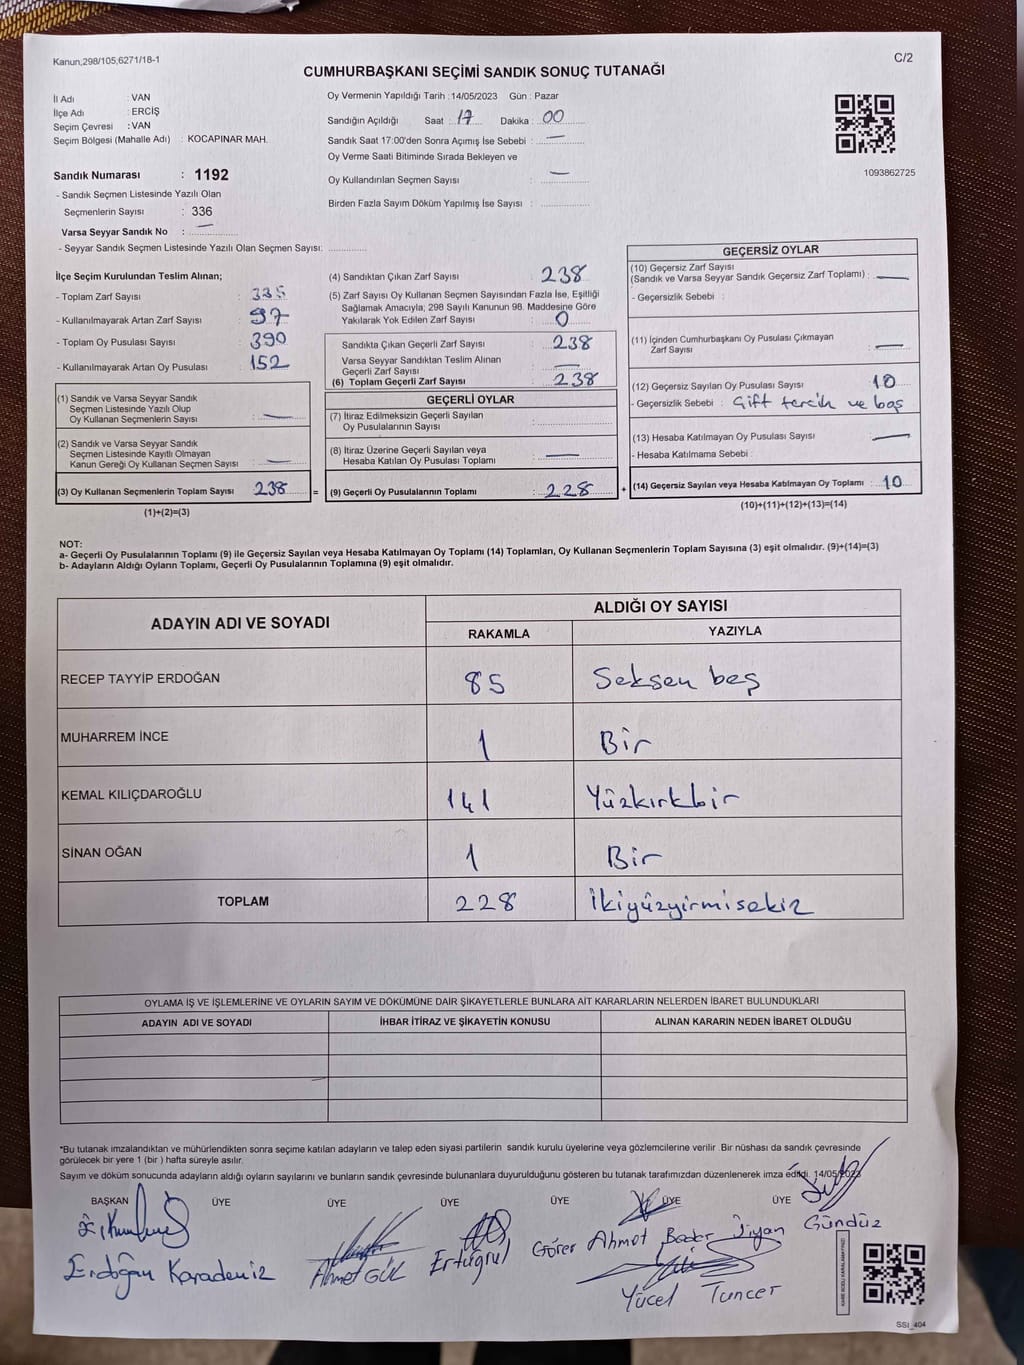 Kanun,298/105,6271/18-1
C/2
CUMHURBAŞKANI SEÇİMİ SANDIK SONUÇ TUTANAĞI
İl Adı : VAN
İlçe Adı : ERCİŞ
Seçim Çevresi : VAN
Seçim Bölgesi (Mahalle Adı) : KOCAPINAR MAH.
Oy Vermenin Yapıldığı Tarih : 14/05/2023 Gün : Pazar
Sandığın Açıldığı Saat : 17 Dakika : 00
Sandık Saat 17:00'den Sonra Açımış İse Sebebi : —
Oy Verme Saati Bitiminde Sırada Bekleyen ve
Oy Kullandırılan Seçmen Sayısı : —
Birden Fazla Sayım Döküm Yapılmış İse Sayısı :
1093862725
Sandık Numarası : 1192
- Sandık Seçmen Listesinde Yazılı Olan
Seçmenlerin Sayısı : 336
Varsa Seyyar Sandık No : —
- Seyyar Sandık Seçmen Listesinde Yazılı Olan Seçmen Sayısı:
İlçe Seçim Kurulundan Teslim Alınan;
- Toplam Zarf Sayısı : 335
- Kullanılmayarak Artan Zarf Sayısı : 97
- Toplam Oy Pusulası Sayısı : 390
- Kullanılmayarak Artan Oy Pusulası : 152
(1) Sandık ve Varsa Seyyar Sandık
Seçmen Listesinde Yazılı Olup
Oy Kullanan Seçmenlerin Sayısı : —
(2) Sandık ve Varsa Seyyar Sandık
Seçmen Listesinde Kayıtlı Olmayan
Kanun Gereği Oy Kullanan Seçmen Sayısı : —
(3) Oy Kullanan Seçmenlerin Toplam Sayısı : 238 =
(1)+(2)=(3)
(4) Sandıktan Çıkan Zarf Sayısı : 238
(5) Zarf Sayısı Oy Kullanan Seçmen Sayısından Fazla İse, Eşitliği
Sağlamak Amacıyla; 298 Sayılı Kanunun 98. Maddesine Göre
Yakılarak Yok Edilen Zarf Sayısı : 0
Sandıkta Çıkan Geçerli Zarf Sayısı : 238
Varsa Seyyar Sandıktan Teslim Alınan
Geçerli Zarf Sayısı : —
(6) Toplam Geçerli Zarf Sayısı : 238
GEÇERLİ OYLAR
(7) İtiraz Edilmeksizin Geçerli Sayılan
Oy Pusulalarının Sayısı :
(8) İtiraz Üzerine Geçerli Sayılan veya
Hesaba Katılan Oy Pusulası Toplamı : —
(9) Geçerli Oy Pusulalarının Toplamı : 228 +
GEÇERSİZ OYLAR
(10) Geçersiz Zarf Sayısı
(Sandık ve Varsa Seyyar Sandık Geçersiz Zarf Toplamı) : —
- Geçersizlik Sebebi :
(11) İçinden Cumhurbaşkanı Oy Pusulası Çıkmayan
Zarf Sayısı : —
(12) Geçersiz Sayılan Oy Pusulası Sayısı : 10
- Geçersizlik Sebebi : Çift tercih ve boş
(13) Hesaba Katılmayan Oy Pusulası Sayısı : —
- Hesaba Katılmama Sebebi :
(14) Geçersiz Sayılan veya Hesaba Katılmayan Oy Toplamı : 10
(10)+(11)+(12)+(13)=(14)
NOT:
a- Geçerli Oy Pusulalarının Toplamı (9) ile Geçersiz Sayılan veya Hesaba Katılmayan Oy Toplamı (14) Toplamları, Oy Kullanan Seçmenlerin Toplam Sayısına (3) eşit olmalıdır. (9)+(14)=(3)
b- Adayların Aldığı Oyların Toplamı, Geçerli Oy Pusulalarının Toplamına (9) eşit olmalıdır.
ADAYIN ADI VE SOYADI
ALDIĞI OY SAYISI
RAKAMLA YAZIYLA
RECEP TAYYİP ERDOĞAN 85 Seksen beş
MUHARREM İNCE 1 Bir
KEMAL KILIÇDAROĞLU 141 Yüzkırkbir
SİNAN OĞAN 1 Bir
TOPLAM 228 İkiyüzyirmisekiz
OYLAMA İŞ VE İŞLEMLERİNE VE OYLARIN SAYIM VE DÖKÜMÜNE DAİR ŞİKAYETLERLE BUNLARA AİT KARARLARIN NELERDEN İBARET BULUNDUKLARI
ADAYIN ADI VE SOYADI İHBAR İTİRAZ VE ŞİKAYETİN KONUSU ALINAN KARARIN NEDEN İBARET OLDUĞU
*Bu tutanak imzalandıktan ve mühürlendikten sonra seçime katılan adayların ve talep eden siyasi partilerin sandık kurulu üyelerine veya gözlemcilerine verilir. Bir nüshası da sandık çevresinde
görülecek bir yere 1 (bir ) hafta süreyle asılır.
Sayım ve döküm sonucunda adayların aldığı oyların sayılarını ve bunların sandık çevresinde bulunanlara duyurulduğunu gösteren bu tutanak tarafımızdan düzenlenerek imza edildi. 14/05/2023
BAŞKAN ÜYE ÜYE ÜYE ÜYE ÜYE ÜYE
Erdoğan Karadeniz Ahmet GÜL Ertuğrul Görer Ahmet Bader Jiyan Gündüz
Yücel Tuncer
SSI_404